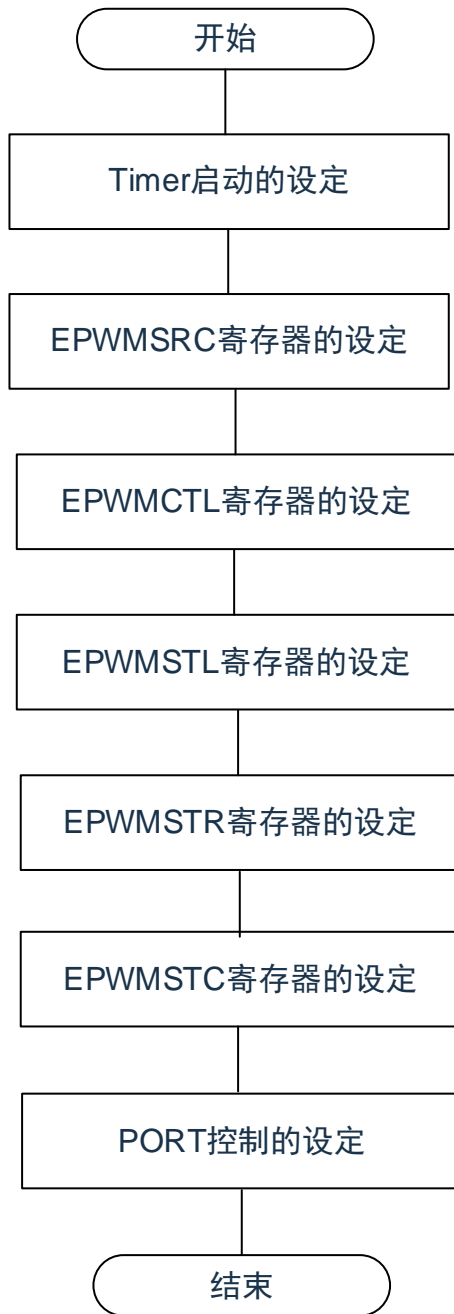 开始
Timer启动的设定
EPWMSRC寄存器的设定
EPWMCTL寄存器的设定
EPWMSTL寄存器的设定
EPWMSTR寄存器的设定
EPWMSTC寄存器的设定
PORT控制的设定
结束